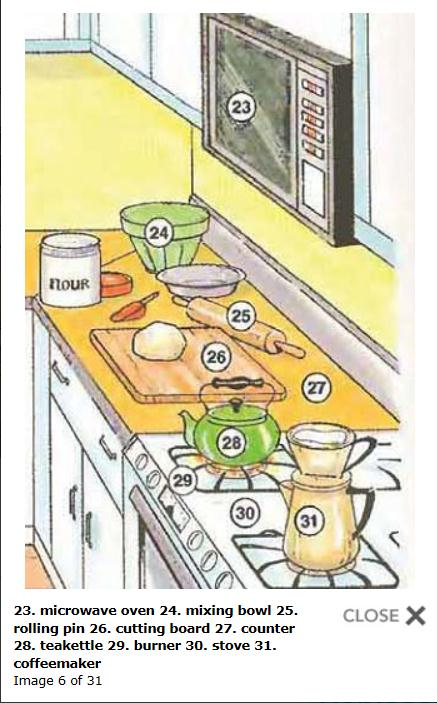 23
24
FLOUR
25
26
27
28
29
30
31
23. microwave oven 24. mixing bowl 25.
rolling pin 26. cutting board 27. counter
28. teakettle 29. burner 30. stove 31.
coffeemaker
Image 6 of 31
CLOSE X